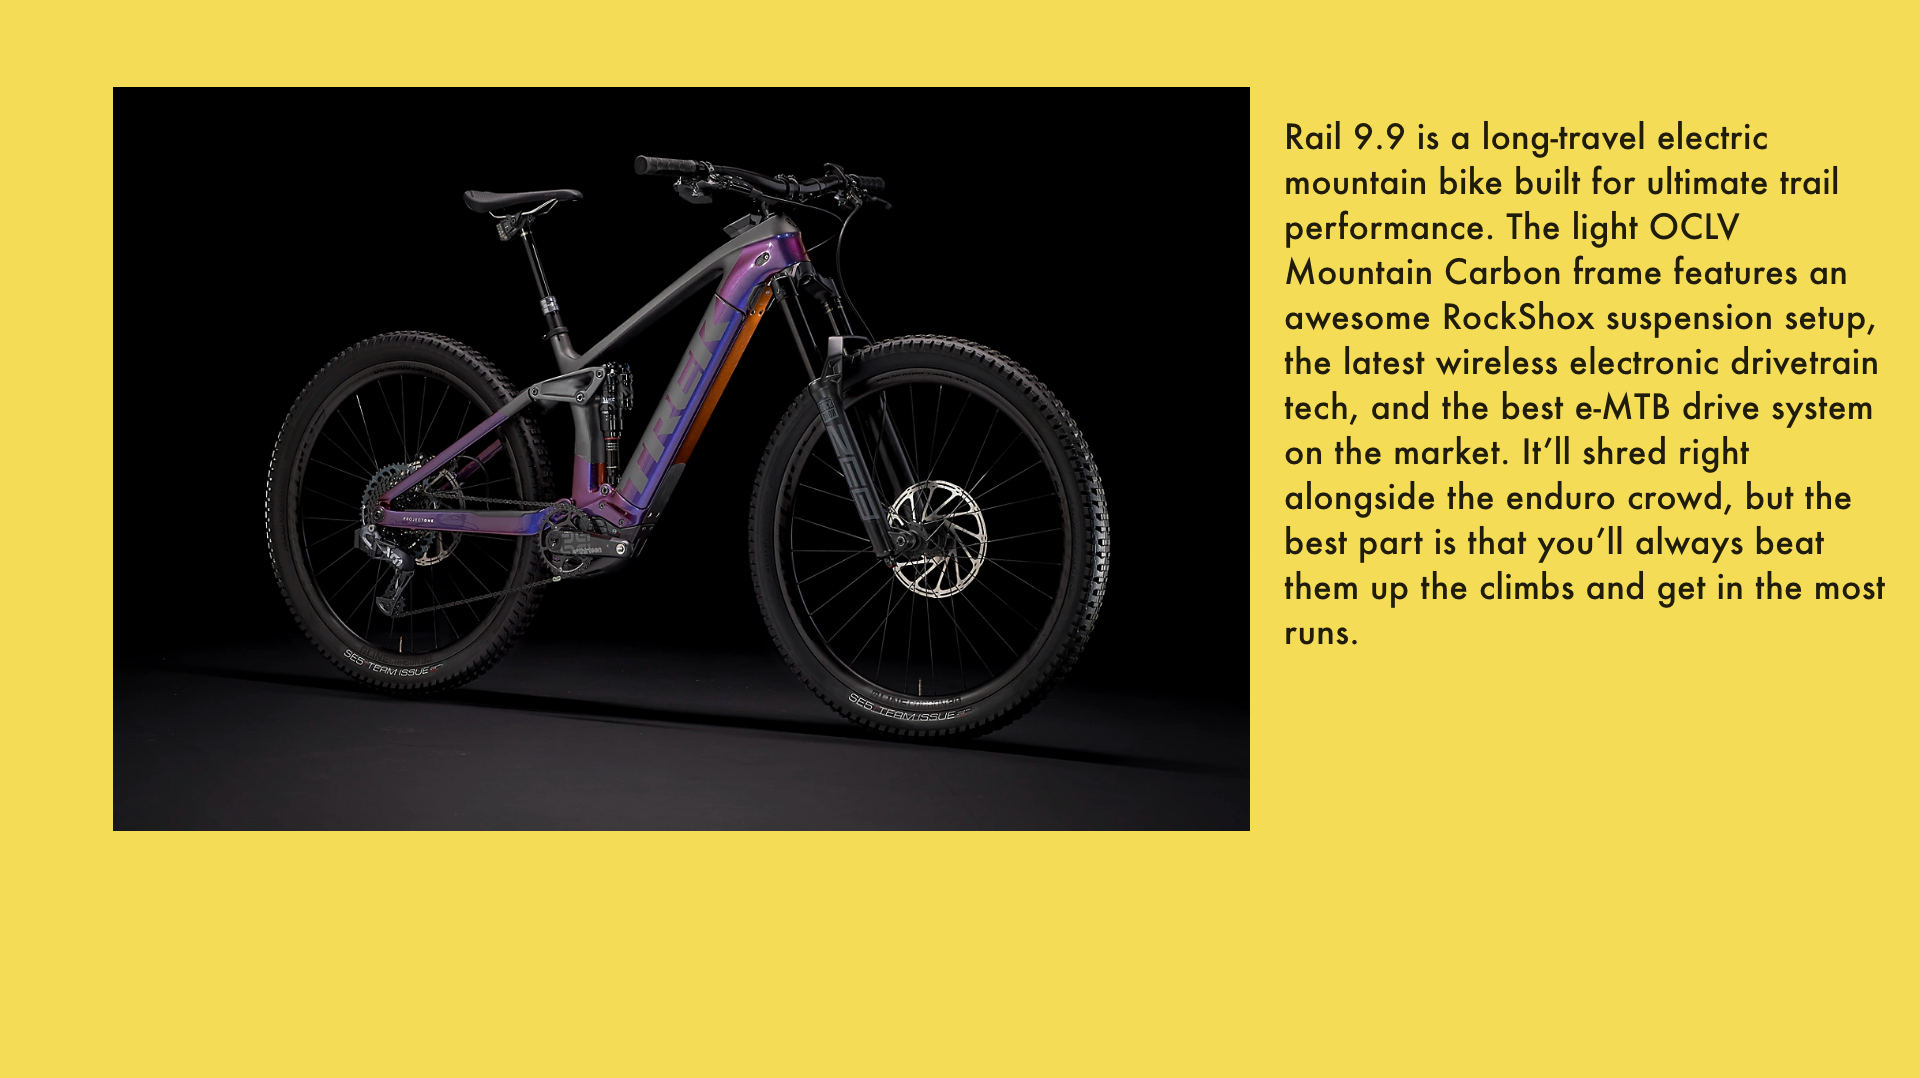 Rail 9.9 is a long-travel electric
mountain bike built for ultimate trail
performance. The light OCLV
Mountain Carbon frame features an
awesome RockShox suspension setup,
the latest wireless electronic drivetrain
tech, and the best e-MTB drive system
on the market. It’ll shred right
alongside the enduro crowd, but the
best part is that you’ll always beat
them up the climbs and get in the most
runs.
TREK
PROJECT ONE
SE5 TEAM ISSUE
SE5 TEAM ISSUE